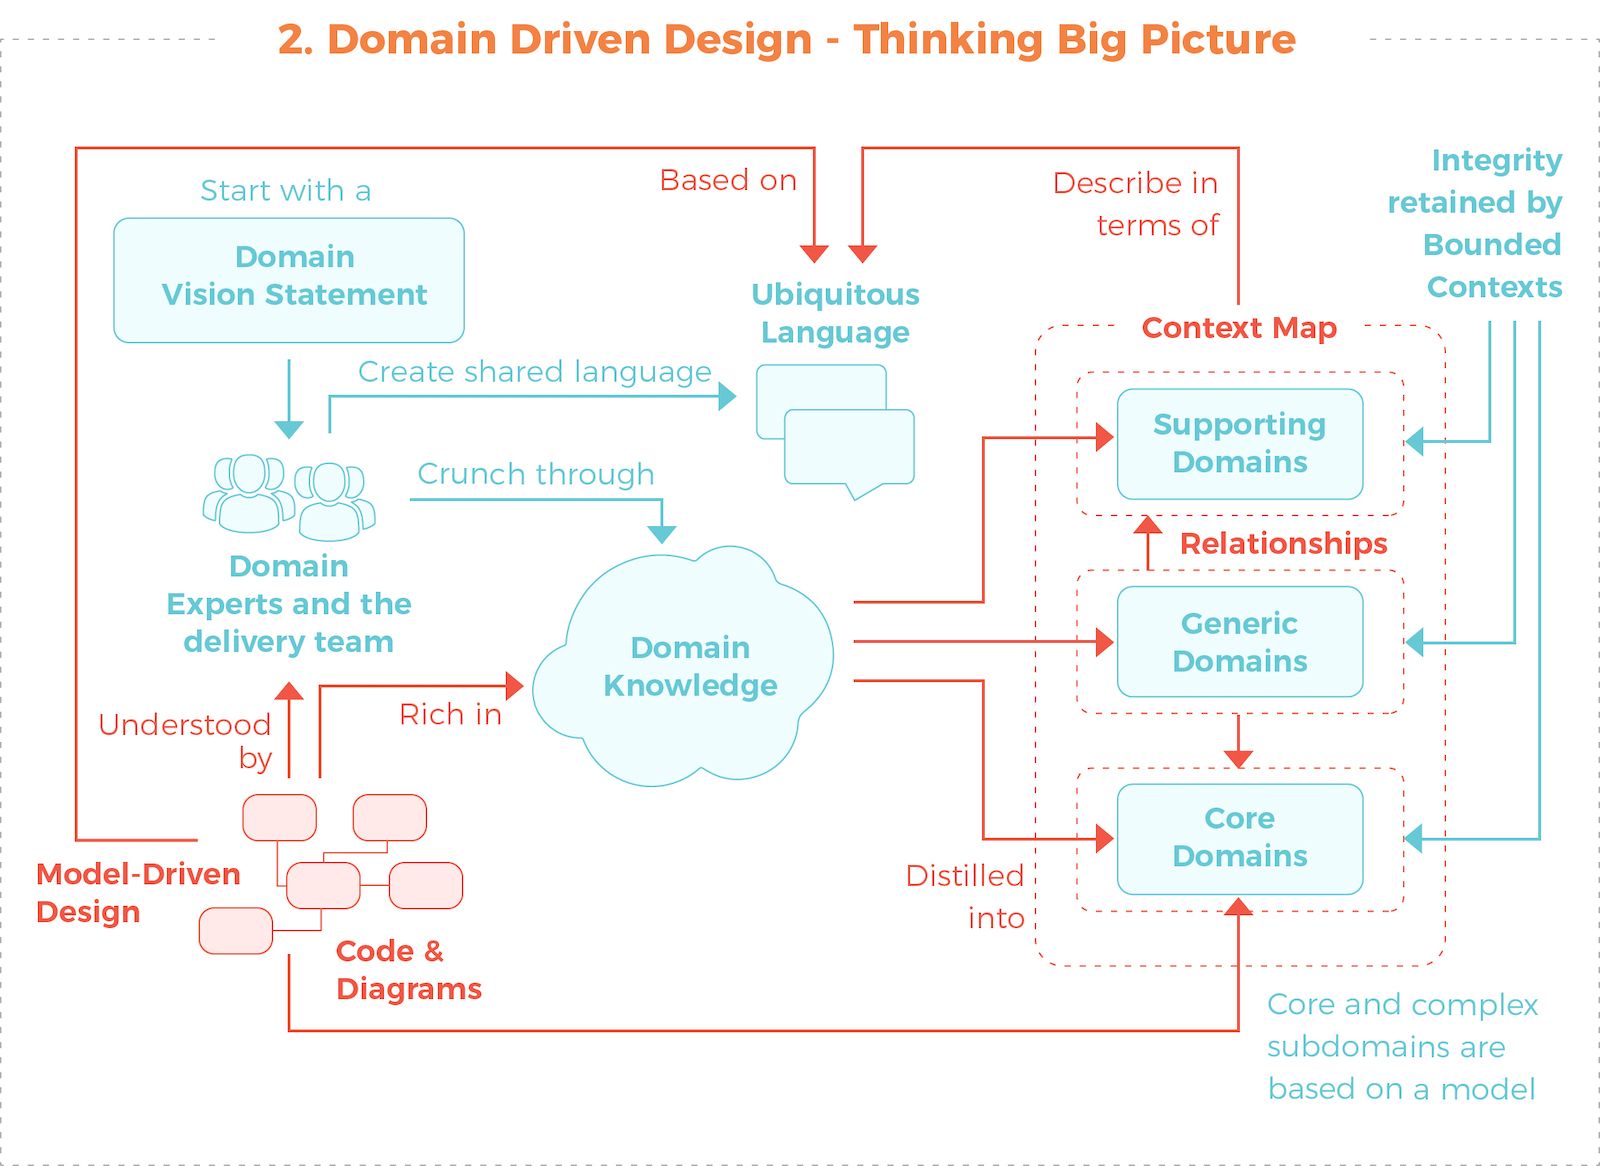 2. Domain Driven Design - Thinking Big Picture
Start with a
Domain
Vision Statement
Based on
Describe in
terms of
Integrity
retained by
Bounded
Contexts
Ubiquitous
Language
Context Map
Create shared language
Crunch through
Supporting
Domains
Relationships
Domain
Experts and the
delivery team
Domain
Knowledge
Generic
Domains
Understood
by
Rich in
Core
Domains
Model-Driven
Design
Distilled
into
Code &
Diagrams
Core and complex
subdomains are
based on a model